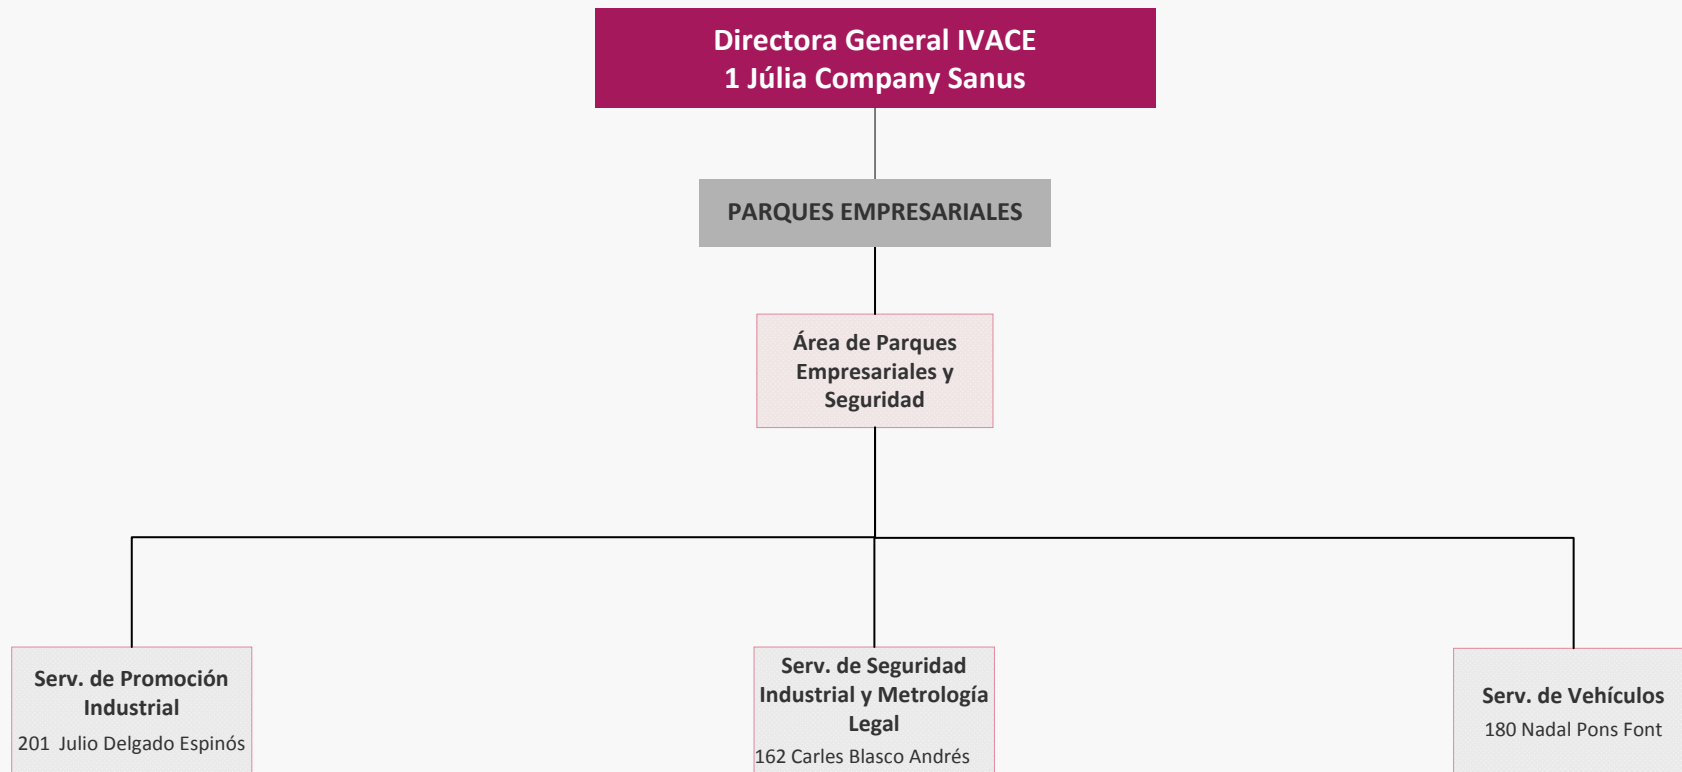 Directora General IVACE
1 Júlia Company Sanus
PARQUES EMPRESARIALES
Área de Parques
Empresariales y
Seguridad
Serv. de Promoción
Industrial
201 Julio Delgado Espinós
Serv. de Seguridad
Industrial y Metrología
Legal
162 Carles Blasco Andrés
Serv. de Vehículos
180 Nadal Pons Font